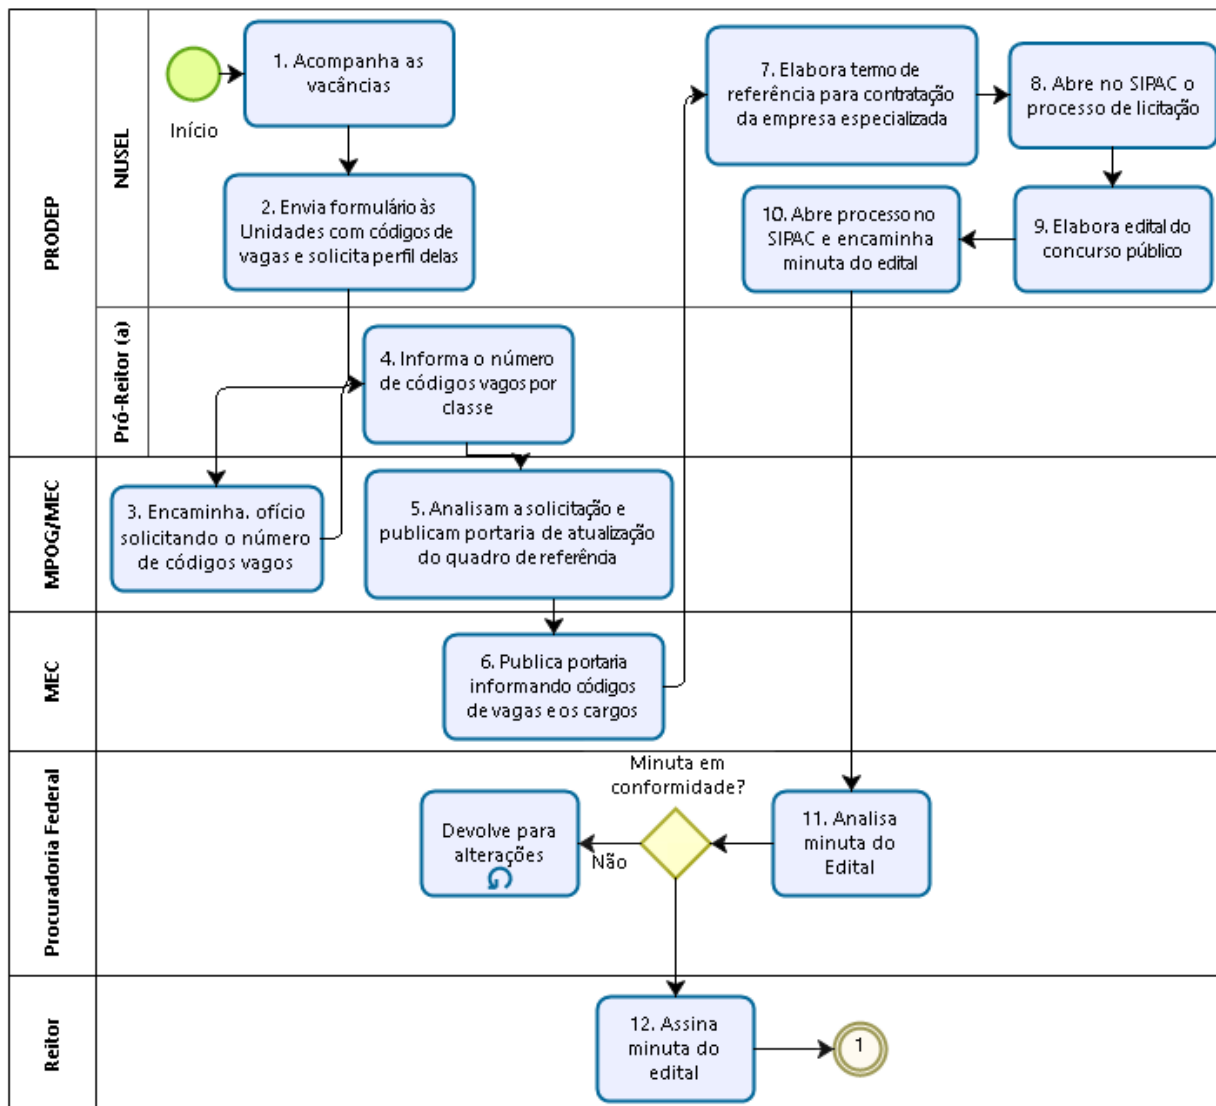 PRODEP
NUSEL
Início
1. Acompanha as
vacâncias
2. Envia formulário às
Unidades com códigos de
vagas e solicita perfil delas
7. Elabora termo de
referência para contratação
da empresa especializada
8. Abre no SIPAC o
processo de licitação
9. Elabora edital do
concurso público
10. Abre processo no
SIPAC e encaminha
minuta do edital
Pró-Reitor (a)
4. Informa o número
de códigos vagos por
classe
MPOG/MEC
3. Encaminha. ofício
solicitando o número
de códigos vagos
5. Analisam a solicitação e
publicam portaria de atualização
do quadro de referência
MEC
6. Publica portaria
informando códigos
de vagas e os cargos
Procuradoria Federal
Minuta em
conformidade?
11. Analisa
minuta do
Edital
Não
Devolve para
alterações
Reitor
12. Assina
minuta do
edital
1